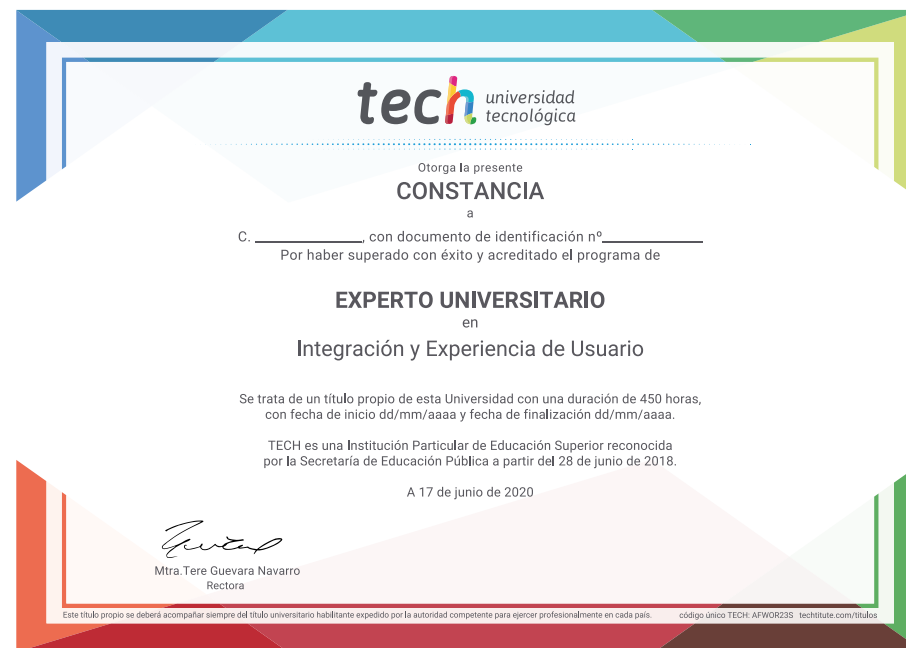 tech universidad
tecnológica
Otorga la presente
CONSTANCIA
a
C. ______________, con documento de identificación nº_____________
Por haber superado con éxito y acreditado el programa de
EXPERTO UNIVERSITARIO
en
Integración y Experiencia de Usuario
Se trata de un título propio de esta Universidad con una duración de 450 horas,
con fecha de inicio dd/mm/aaaa y fecha de finalización dd/mm/aaaa.
TECH es una Institución Particular de Educación Superior reconocida
por la Secretaría de Educación Pública a partir del 28 de junio de 2018.
A 17 de junio de 2020
Mtra.Tere Guevara Navarro
Rectora
Este título propio se deberá acompañar siempre del título universitario habilitante expedido por la autoridad competente para ejercer profesionalmente en cada país. código único TECH: AFWOR23S techtitute.com/titulos